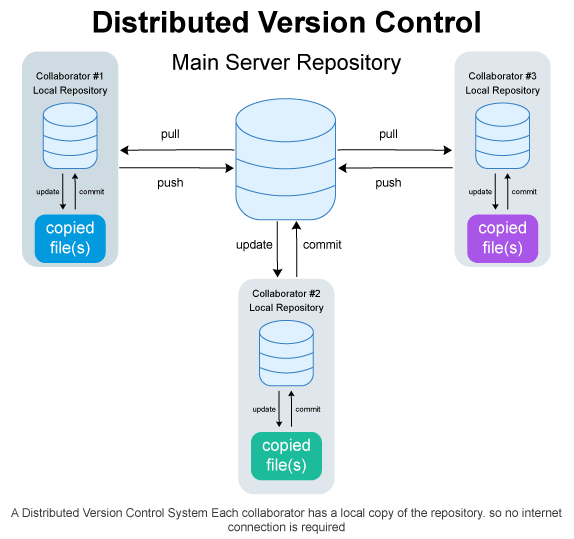 Distributed Version Control
Main Server Repository
Collaborator #1
Local Repository
update
commit
copied
file(s)
pull
push
pull
push
Collaborator #3
Local Repository
update
commit
copied
file(s)
update
commit
Collaborator #2
Local Repository
update
commit
copied
file(s)
A Distributed Version Control System Each collaborator has a local copy of the repository. so no internet
connection is required